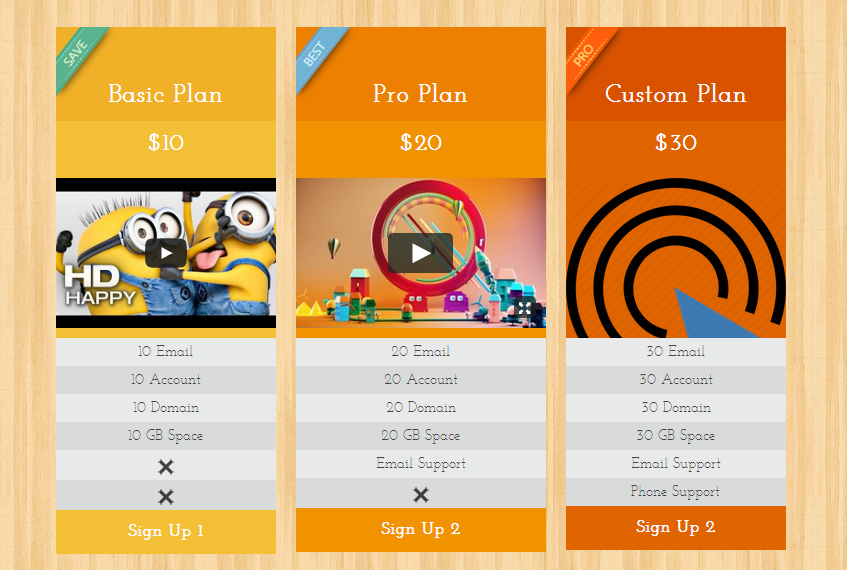 SAVE
Basic Plan
$10
HD
HAPPY
10 Email
10 Account
10 Domain
10 GB Space
Sign Up 1
BEST
Pro Plan
$20
20 Email
20 Account
20 Domain
20 GB Space
Email Support
Sign Up 2
PRO
Custom Plan
$30
30 Email
30 Account
30 Domain
30 GB Space
Email Support
Phone Support
Sign Up 2